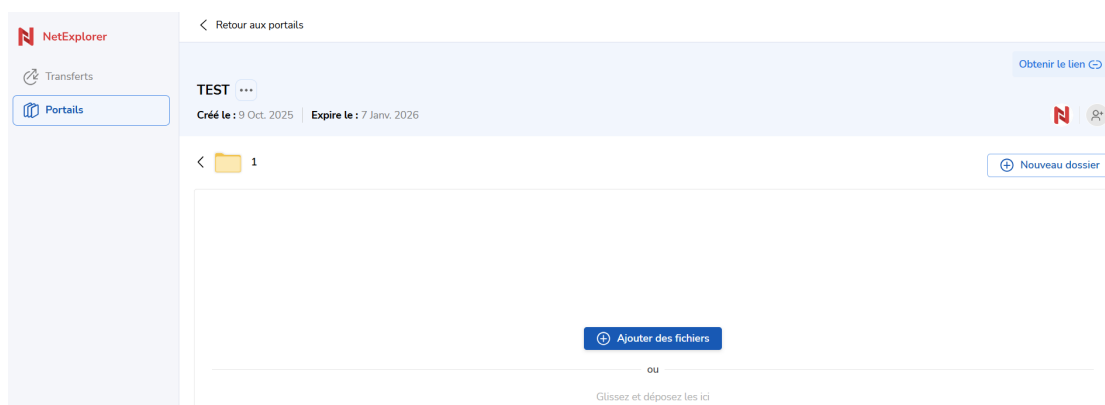 Retour aux portails
NetExplorer
Obtenir le lien
Transferts
TEST ...
Portails
Créé le : 9 Oct. 2025 Expire le : 7 Janv. 2026
1
Nouveau dossier
Ajouter des fichiers
ou
Glissez et déposez les ici